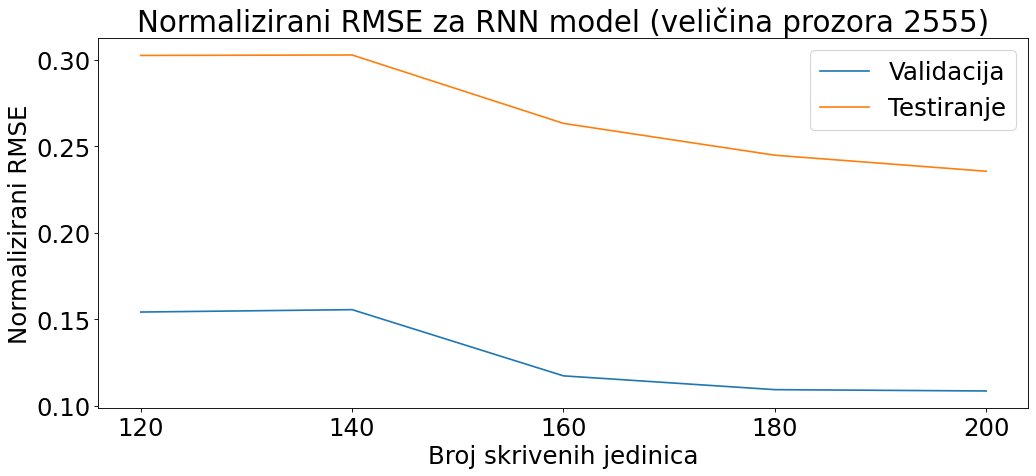 Normalizirani RMSE za RNN model (veličina prozora 2555)
Validacija
Testiranje
Normalizirani RMSE
0.30
0.25
0.20
0.15
0.10
120 140 160 180 200
Broj skrivenih jedinica